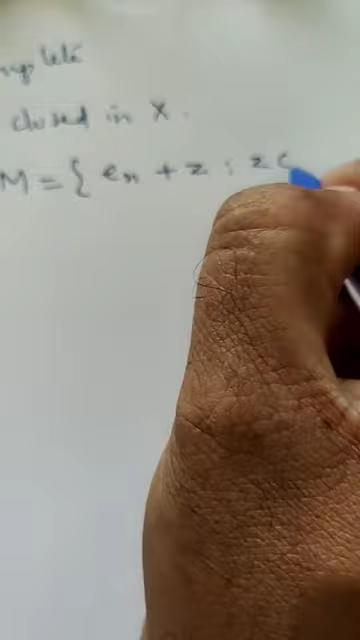 closed in X.
M = { en + z : z